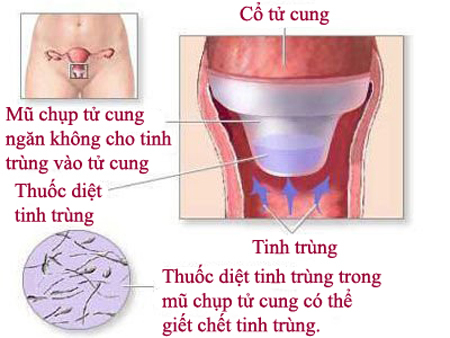 Cổ tử cung
Mũ chụp tử cung
ngăn không cho tinh
trùng vào tử cung
Thuốc diệt
tinh trùng
Tinh trùng
Thuốc diệt tinh trùng trong
mũ chụp tử cung có thể
giết chết tinh trùng.